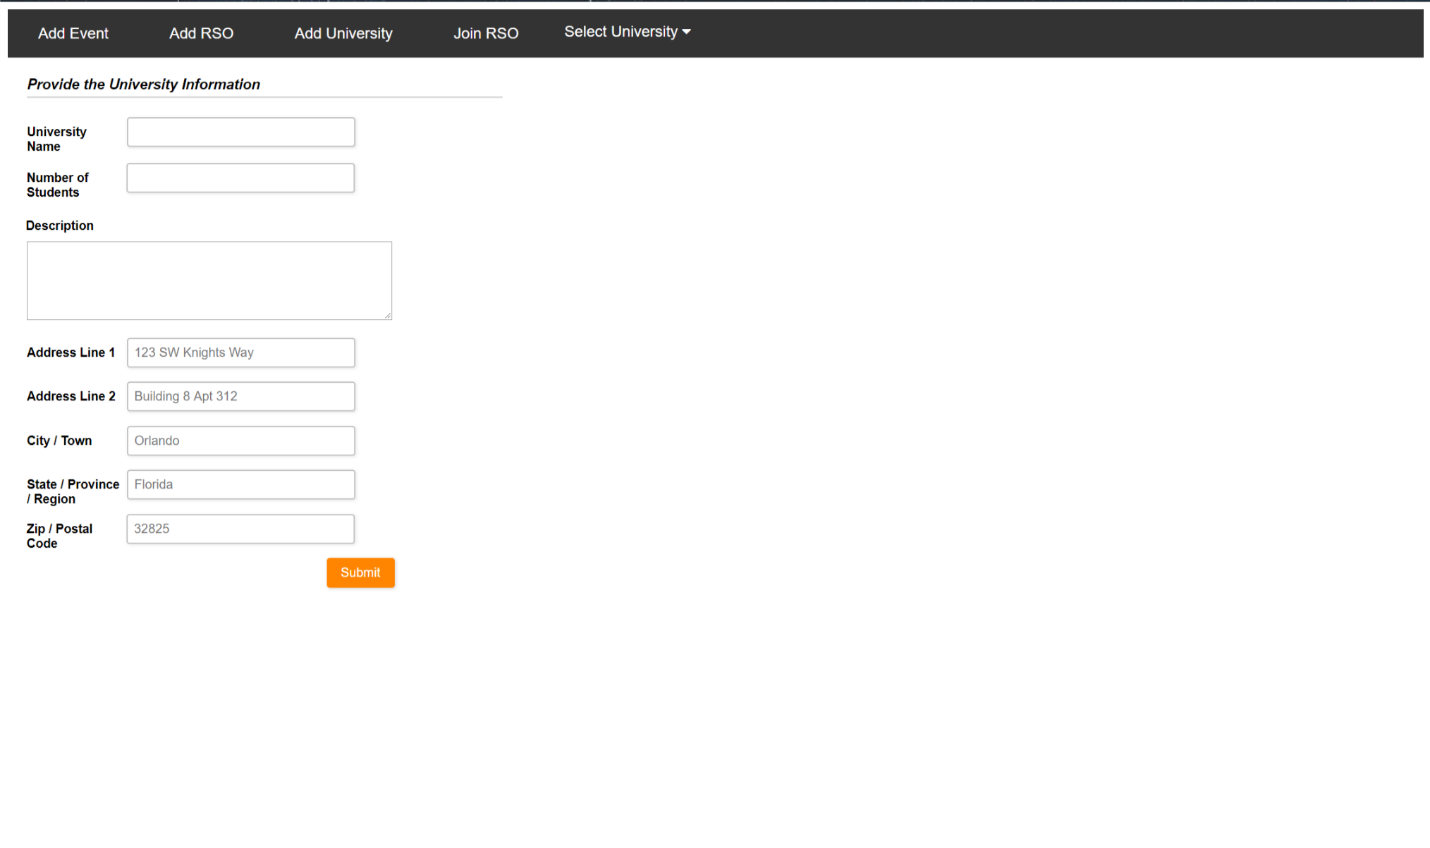 Add Event Add RSO Add University Join RSO Select University
Provide the University Information
University
Name
Number of
Students
Description
Address Line 1 123 SW Knights Way
Address Line 2 Building 8 Apt 312
City / Town Orlando
State / Province Florida
/ Region
Zip / Postal 32825
Code
Submit